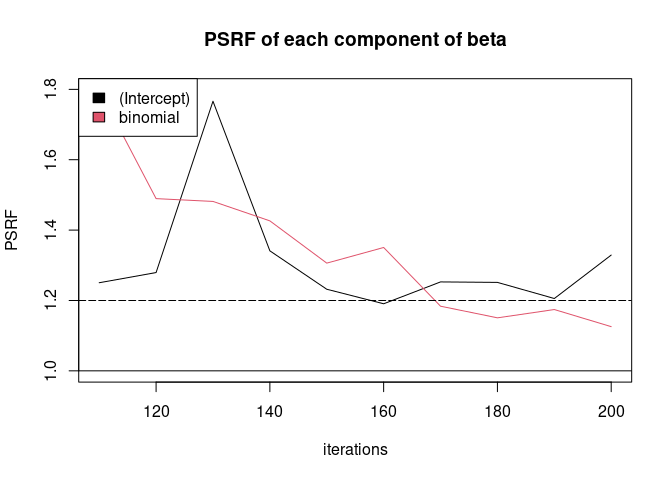 PSRF of each component of beta
(Intercept)
binomial
PSRF
1.8
1.6
1.4
1.2
1.0
120 140 160 180 200
iterations